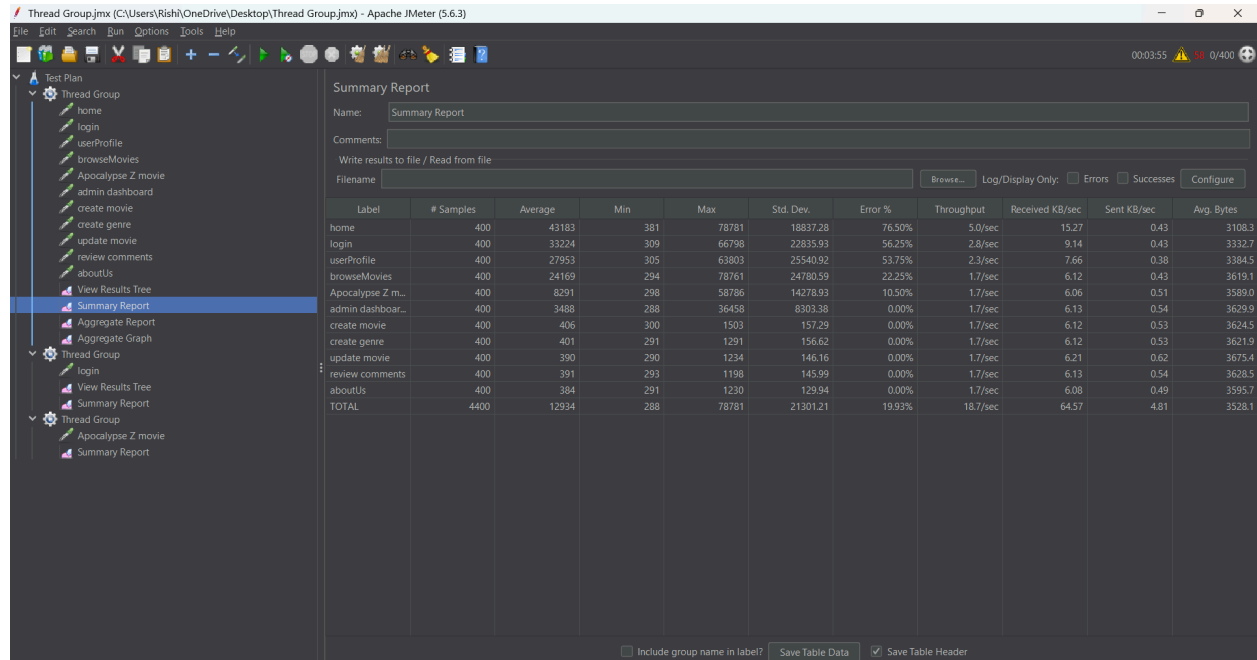 Thread Group.jmx (C:\Users\Rishi\OneDrive\Desktop\Thread Group.jmx) - Apache JMeter (5.6.3)
File Edit Search Run Options Tools Help
00:03:55 0/400
Test Plan
Thread Group
home
login
userProfile
browseMovies
Apocalypse Z movie
admin dashboard
create movie
create genre
update movie
review comments
aboutUs
View Results Tree
Summary Report
Aggregate Report
Aggregate Graph
Thread Group
login
View Results Tree
Summary Report
Thread Group
Apocalypse Z movie
Summary Report
Summary Report
Name: Summary Report
Comments:
Write results to file / Read from file
Filename Browse... Log/Display Only: Errors Successes Configure
Label # Samples Average Min Max Std. Dev. Error % Throughput Received KB/sec Sent KB/sec Avg. Bytes
home 400 43183 381 78781 18837.28 76.50% 5.0/sec 15.27 0.43 3108.3
login 400 33224 309 66798 22835.93 56.25% 2.8/sec 9.14 0.43 3332.7
userProfile 400 27953 305 63803 25540.92 53.75% 2.3/sec 7.66 0.38 3384.5
browseMovies 400 24169 294 78761 24780.59 22.25% 1.7/sec 6.12 0.43 3619.1
Apocalypse Z m... 400 8291 298 58786 14278.93 10.50% 1.7/sec 6.06 0.51 3589.0
admin dashboar... 400 3488 288 36458 8303.38 0.00% 1.7/sec 6.13 0.54 3629.9
create movie 400 406 300 1503 157.29 0.00% 1.7/sec 6.12 0.53 3624.5
create genre 400 401 291 1291 156.62 0.00% 1.7/sec 6.12 0.53 3621.9
update movie 400 390 290 1234 146.16 0.00% 1.7/sec 6.21 0.62 3675.4
review comments 400 391 293 1198 145.99 0.00% 1.7/sec 6.13 0.54 3628.5
aboutUs 400 384 291 1230 129.94 0.00% 1.7/sec 6.08 0.49 3595.7
TOTAL 4400 12934 288 78781 21301.21 19.93% 18.7/sec 64.57 4.81 3528.1
Include group name in label? Save Table Data Save Table Header